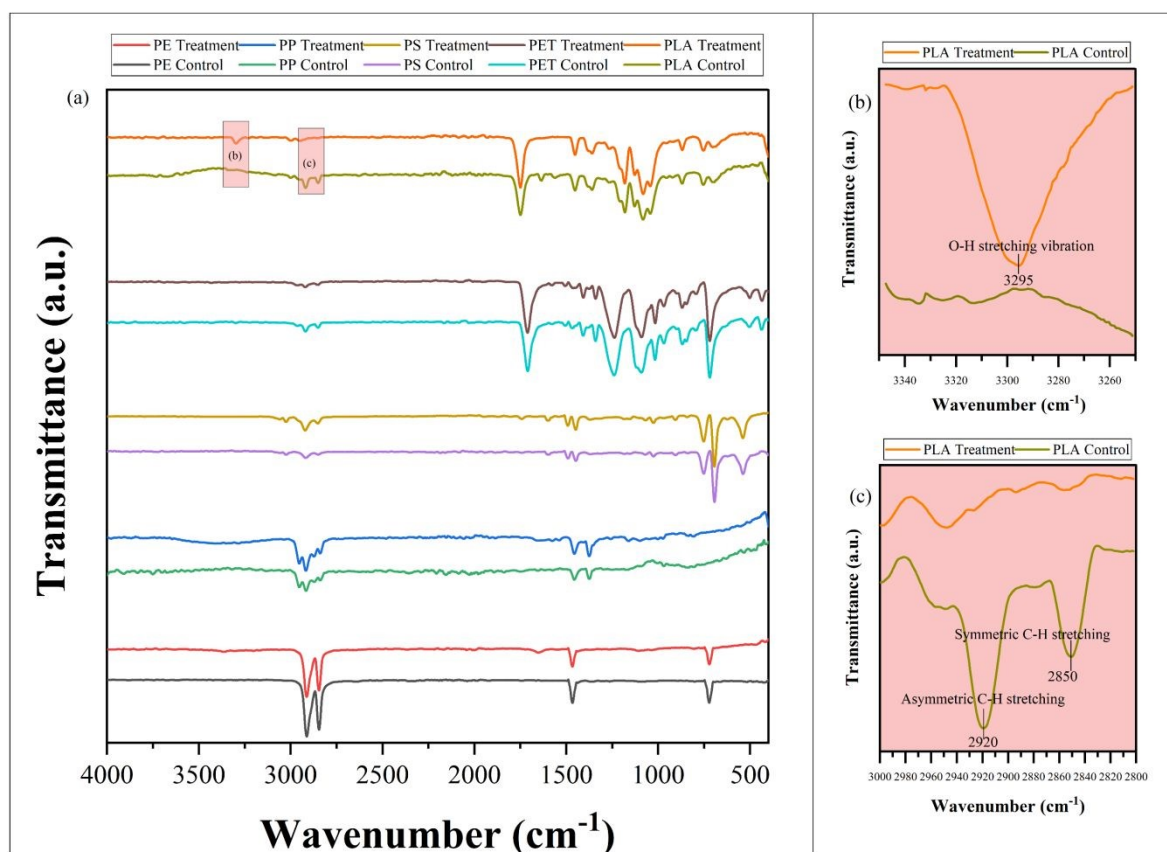 PE Treatment PP Treatment PS Treatment PET Treatment PLA Treatment
PE Control PP Control PS Control PET Control PLA Control
(a)
(b)
(c)
Transmittance (a.u.)
4000 3500 3000 2500 2000 1500 1000 500
Wavenumber (cm⁻¹)
PLA Treatment PLA Control
(b)
Transmittance (a.u.)
O-H stretching vibration
3295
3340 3320 3300 3280 3260
Wavenumber (cm⁻¹)
PLA Treatment PLA Control
(c)
Transmittance (a.u.)
Symmetric C-H stretching
2850
Asymmetric C-H stretching
2920
3000 2980 2960 2940 2920 2900 2880 2860 2840 2820 2800
Wavenumber (cm⁻¹)